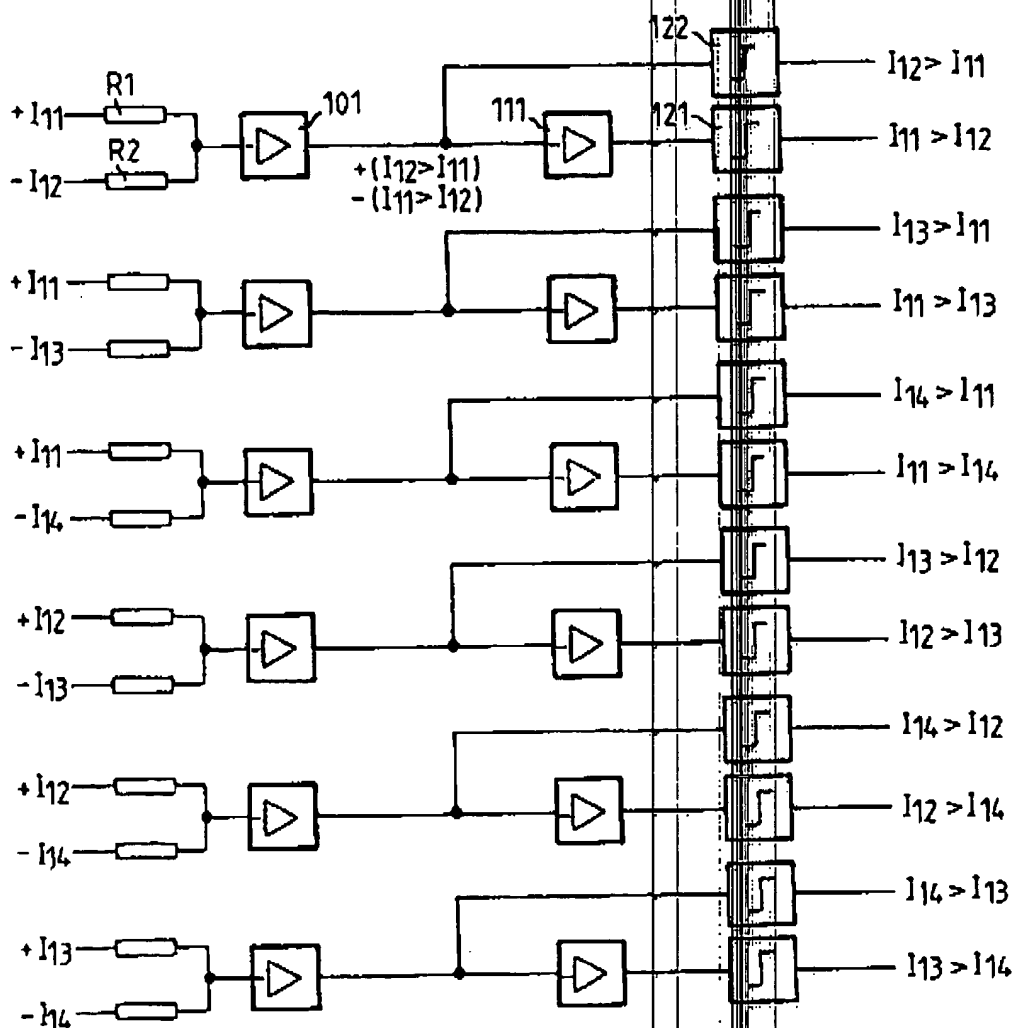 122
I12 > I11
R1
+I11
101
111
121
I11 > I12
R2
-I12
+(I12>I11)
-(I11>I12)
I13 > I11
+I11
I11 > I13
-I13
I14 > I11
+I11
I11 > I14
-I14
I13 > I12
+I12
I12 > I13
-I13
I14 > I12
+I12
I12 > I14
-I14
I14 > I13
+I13
I13 > I14
-I14